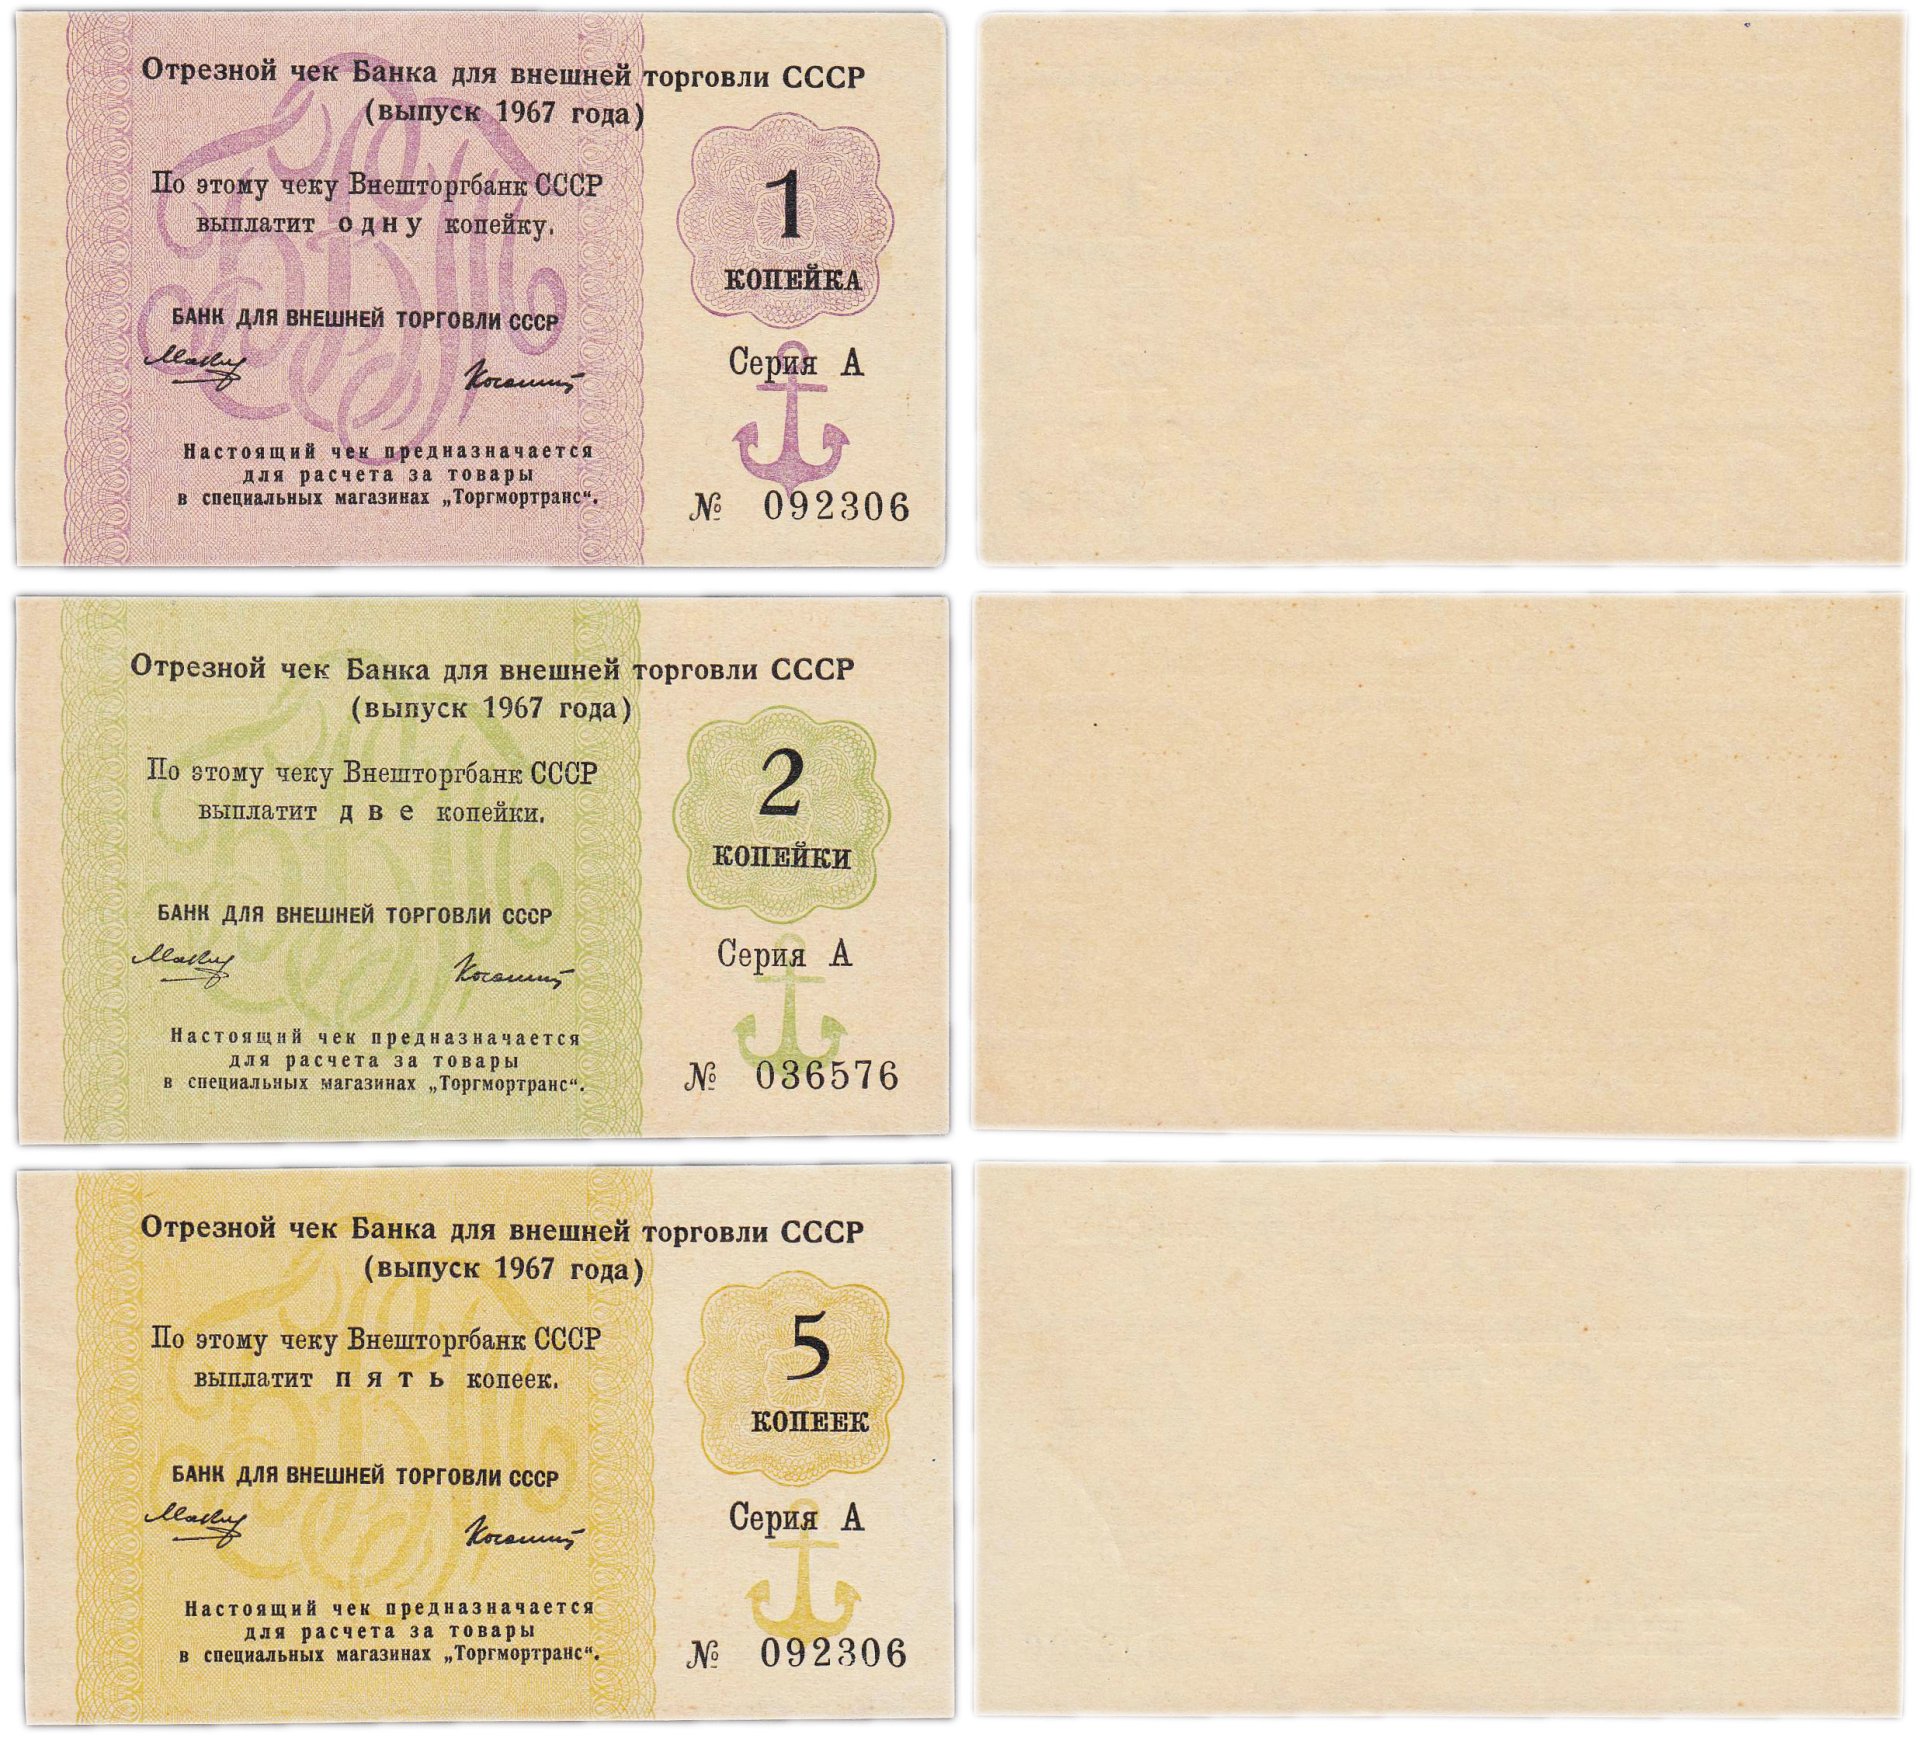 Отрезной чек Банка для внешней торговли СССР
(выпуск 1967 года)
По этому чеку Внешторгбанк СССР
выплатит одну копейку.
1
КОПЕЙКА
БАНК ДЛЯ ВНЕШНЕЙ ТОРГОВЛИ СССР
Серия А
Настоящий чек предназначается
для расчета за товары
в специальных магазинах „Торгмортранс“.
№ 092306
Отрезной чек Банка для внешней торговли СССР
(выпуск 1967 года)
По этому чеку Внешторгбанк СССР
выплатит две копейки.
2
КОПЕЙКИ
БАНК ДЛЯ ВНЕШНЕЙ ТОРГОВЛИ СССР
Серия А
Настоящий чек предназначается
для расчета за товары
в специальных магазинах „Торгмортранс“.
№ 036576
Отрезной чек Банка для внешней торговли СССР
(выпуск 1967 года)
По этому чеку Внешторгбанк СССР
выплатит пять копеек.
5
КОПЕЕК
БАНК ДЛЯ ВНЕШНЕЙ ТОРГОВЛИ СССР
Серия А
Настоящий чек предназначается
для расчета за товары
в специальных магазинах „Торгмортранс“.
№ 092306